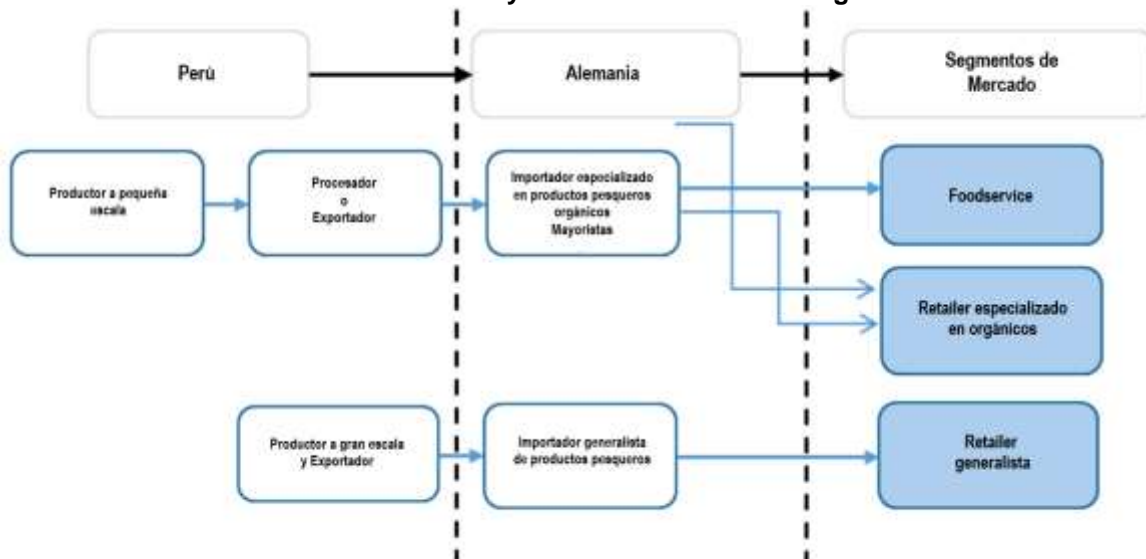 Perù
Alemania
Segmentos de
Mercado
Productor a pequeña
escala
Procesador
o
Exportador
Importador especializado
en productos pesqueros
orgánicos
Mayoristas
Foodservice
Retailer especializado
en orgánicos
Productor a gran escala
y Exportador
Importador generalista
de productos pesqueros
Retailer
generalista